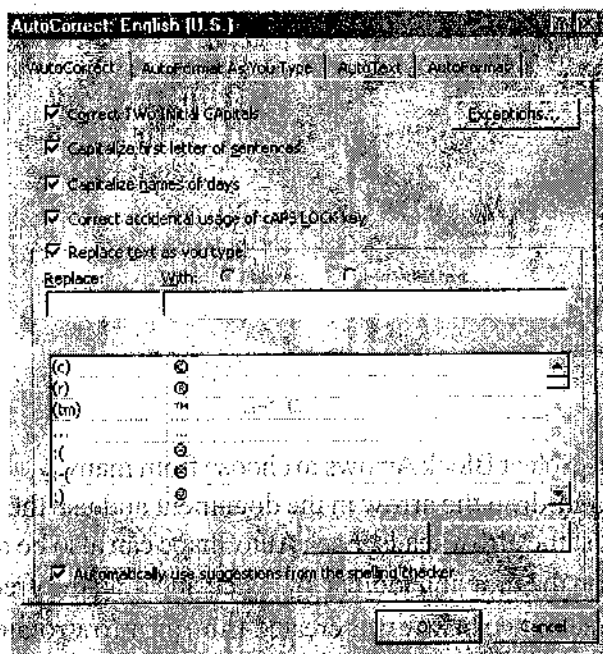 AutoCorrect: English (U.S.)
AutoCorrect AutoFormat As You Type AutoText AutoFormat
Correct TWo INitial CApitals Exceptions...
Capitalize first letter of sentences
Capitalize names of days
Correct accidental usage of cAPS LOCK key
Replace text as you type
Replace: With:
(c) ©
(r) ®
(tm) ™
... ...
:( ☹
:-( ☹
:)
Automatically use suggestions from the spelling checker
OK Cancel